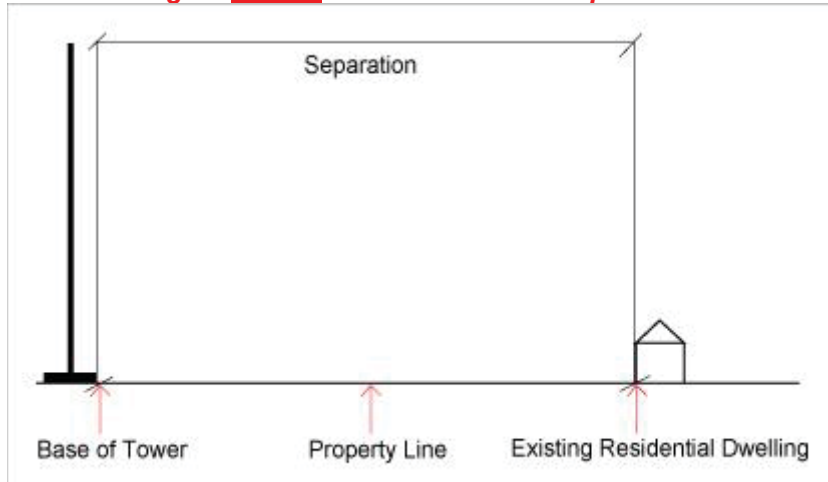 Separation
Base of Tower
Property Line
Existing Residential Dwelling